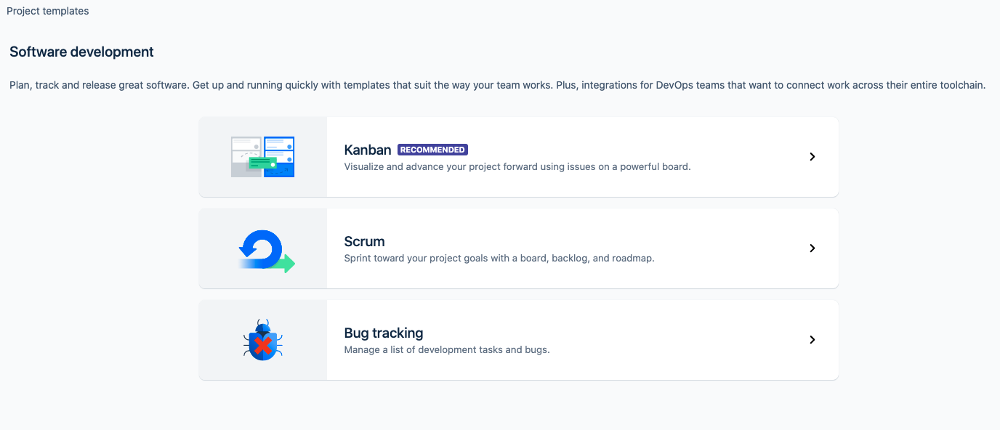 Project templates
Software development
Plan, track and release great software. Get up and running quickly with templates that suit the way your team works. Plus, integrations for DevOps teams that want to connect work across their entire toolchain.
Kanban RECOMMENDED
Visualize and advance your project forward using issues on a powerful board.
Scrum
Sprint toward your project goals with a board, backlog, and roadmap.
Bug tracking
Manage a list of development tasks and bugs.